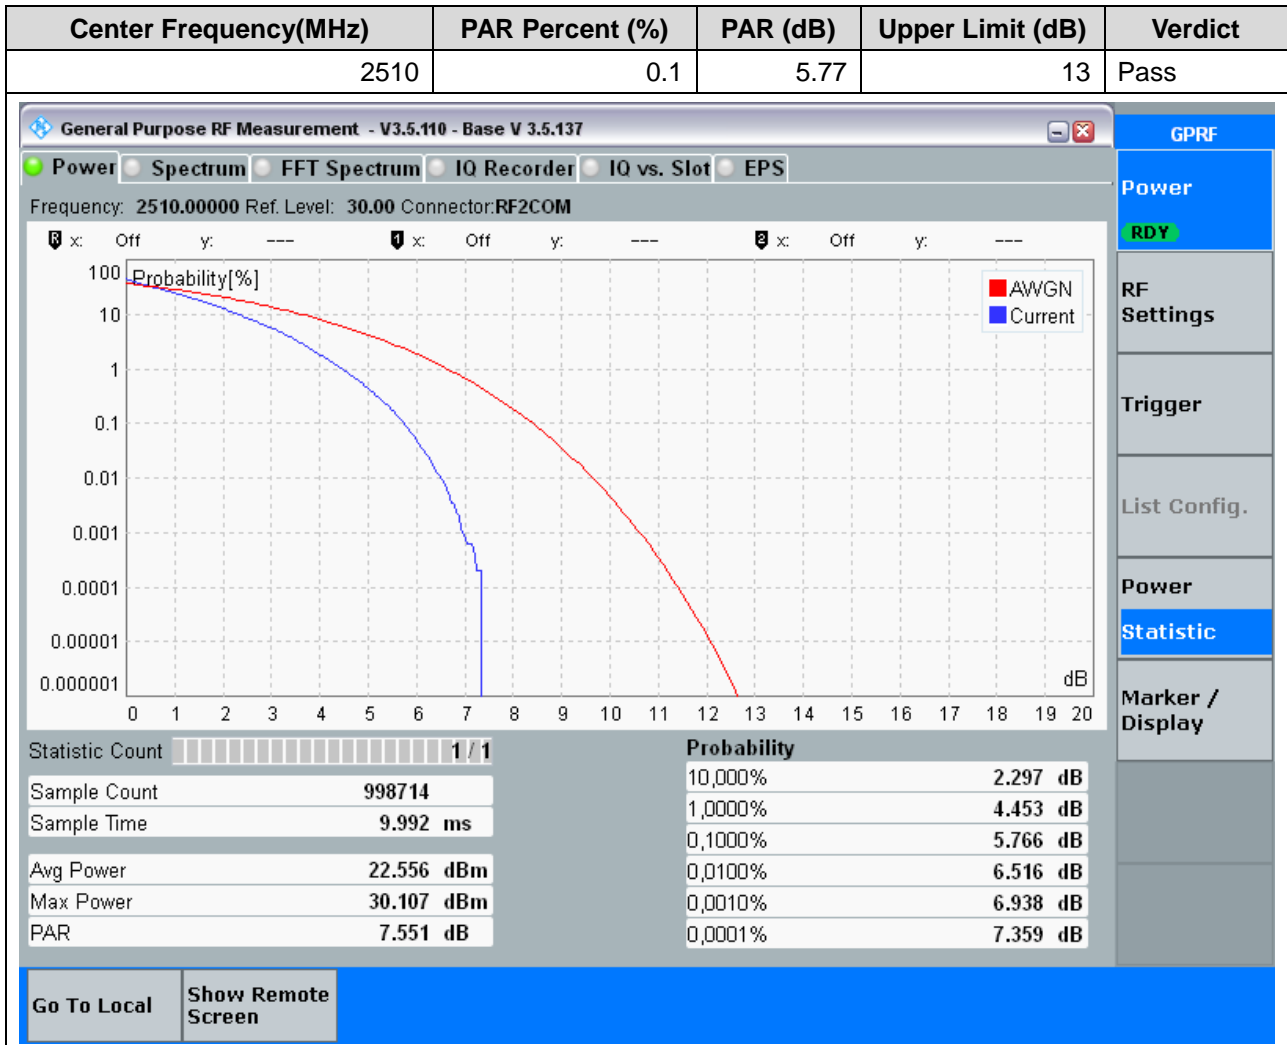 Center Frequency(MHz) PAR Percent (%) PAR (dB) Upper Limit (dB) Verdict
2510 0.1 5.77 13 Pass
General Purpose RF Measurement - V3.5.110 - Base V 3.5.137
GPRF
Power Spectrum FFT Spectrum IQ Recorder IQ vs. Slot EPS
Power
RDY
Frequency: 2510.00000 Ref. Level: 30.00 Connector:RF2COM
R x: Off y: --- 1 x: Off y: --- 2 x: Off y: ---
Probability[%]
AWGN
Current
100
10
1
0.1
0.01
0.001
0.0001
0.00001
0.000001
dB
0 1 2 3 4 5 6 7 8 9 10 11 12 13 14 15 16 17 18 19 20
RF
Settings
Trigger
List Config.
Power
Statistic
Marker /
Display
Statistic Count 1 / 1
Sample Count 998714
Sample Time 9.992 ms
Avg Power 22.556 dBm
Max Power 30.107 dBm
PAR 7.551 dB
Probability
10,000% 2.297 dB
1,0000% 4.453 dB
0,1000% 5.766 dB
0,0100% 6.516 dB
0,0010% 6.938 dB
0,0001% 7.359 dB
Go To Local
Show Remote
Screen